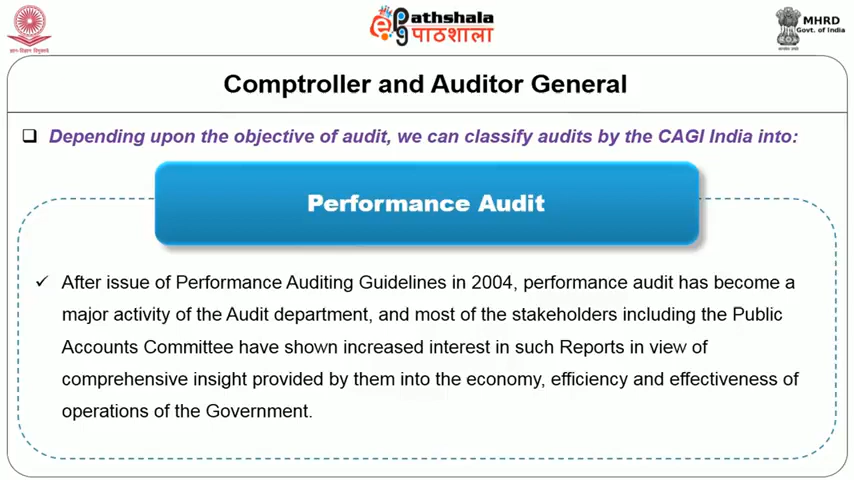 ePathshala
पाठशाला
MHRD
Govt. of India
ज्ञान-विज्ञान विमुक्तये
Comptroller and Auditor General
Depending upon the objective of audit, we can classify audits by the CAGI India into:
Performance Audit
After issue of Performance Auditing Guidelines in 2004, performance audit has become a
major activity of the Audit department, and most of the stakeholders including the Public
Accounts Committee have shown increased interest in such Reports in view of
comprehensive insight provided by them into the economy, efficiency and effectiveness of
operations of the Government.